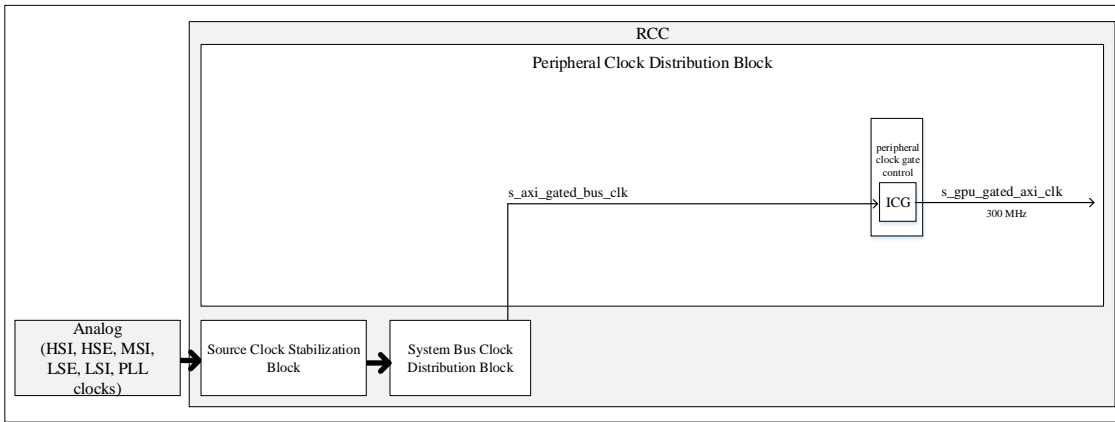 RCC
Peripheral Clock Distribution Block
peripheral
clock gate
control
s_axi_gated_bus_clk
ICG
s_gpu_gated_axi_clk
300 MHz
Analog
(HSI, HSE, MSI,
LSE, LSI, PLL
clocks)
Source Clock Stabilization
Block
System Bus Clock
Distribution Block